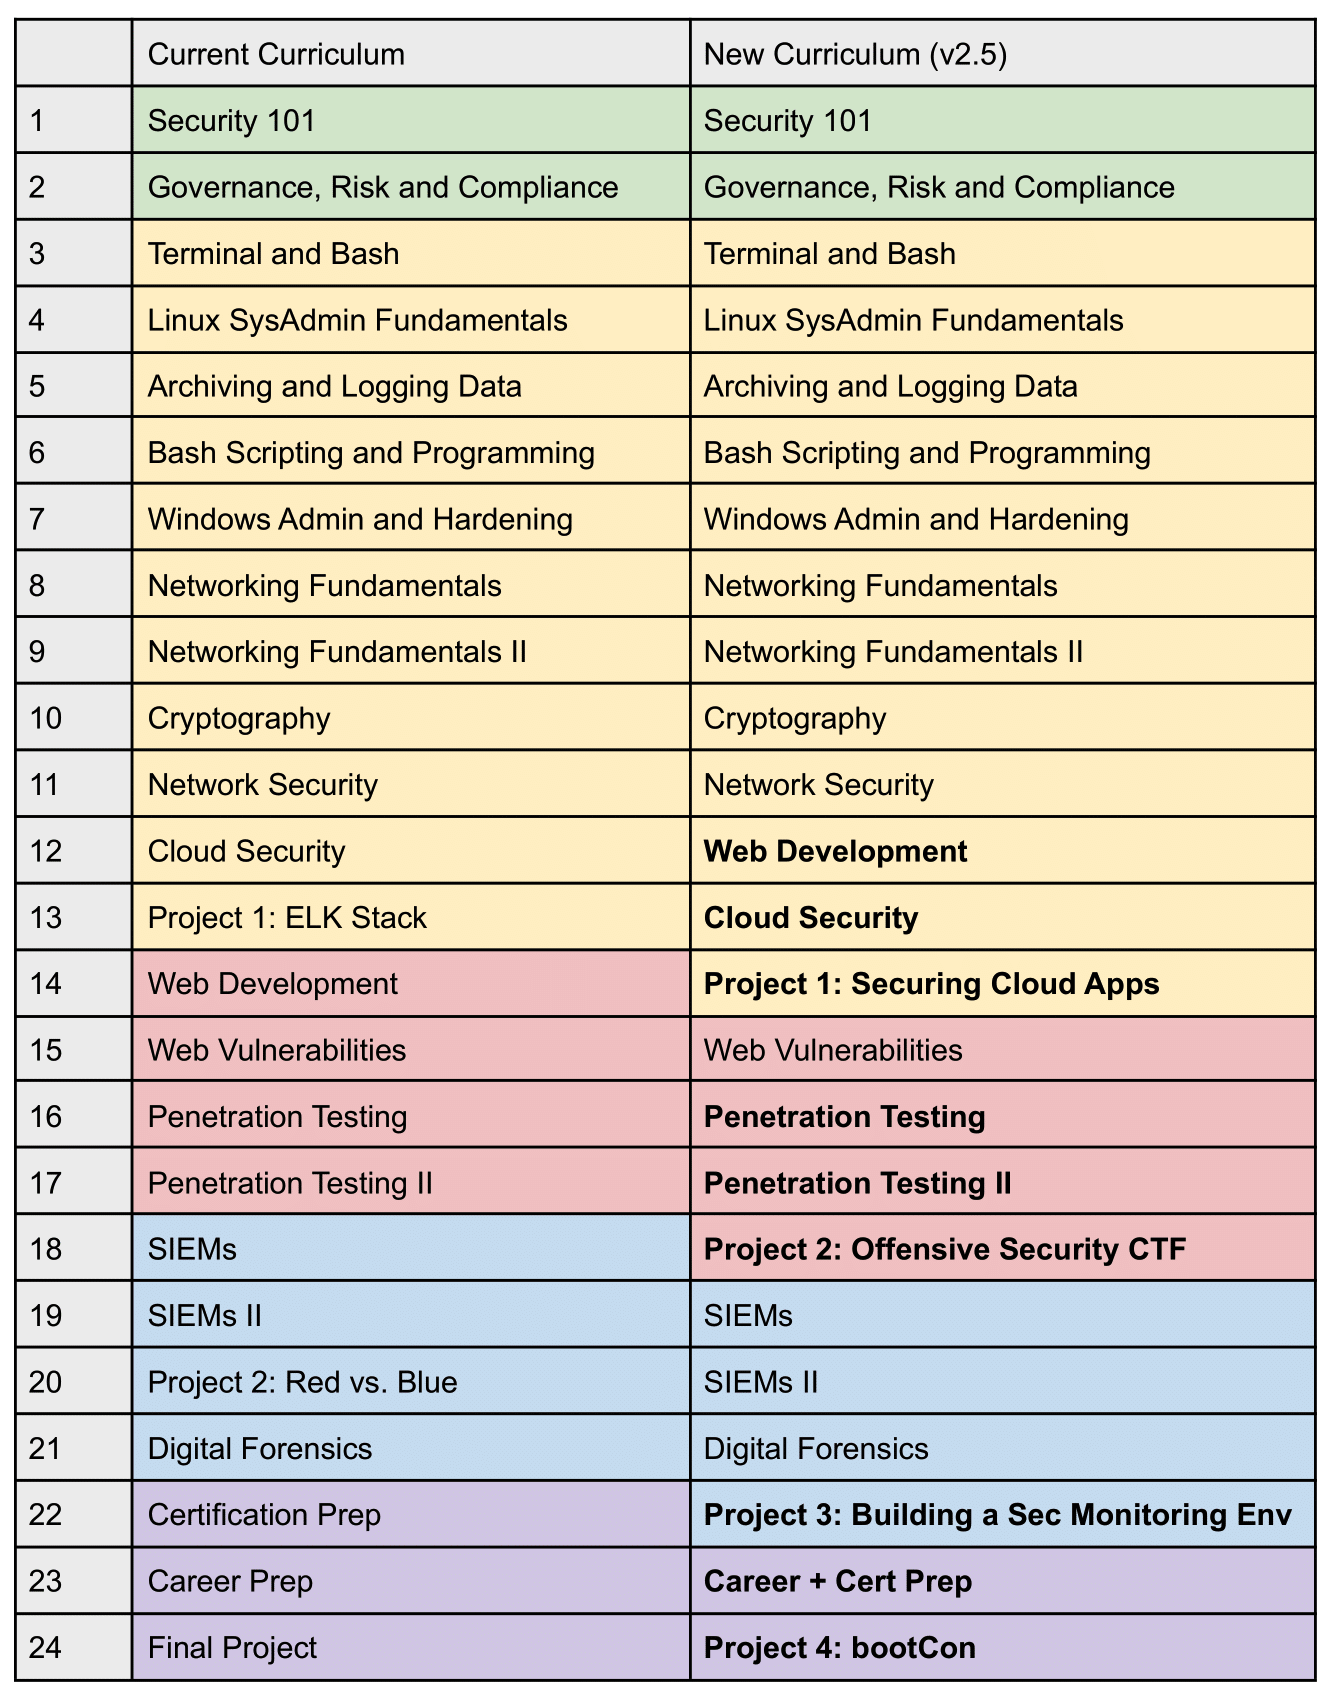 Current Curriculum New Curriculum (v2.5)
1 Security 101 Security 101
2 Governance, Risk and Compliance Governance, Risk and Compliance
3 Terminal and Bash Terminal and Bash
4 Linux SysAdmin Fundamentals Linux SysAdmin Fundamentals
5 Archiving and Logging Data Archiving and Logging Data
6 Bash Scripting and Programming Bash Scripting and Programming
7 Windows Admin and Hardening Windows Admin and Hardening
8 Networking Fundamentals Networking Fundamentals
9 Networking Fundamentals II Networking Fundamentals II
10 Cryptography Cryptography
11 Network Security Network Security
12 Cloud Security Web Development
13 Project 1: ELK Stack Cloud Security
14 Web Development Project 1: Securing Cloud Apps
15 Web Vulnerabilities Web Vulnerabilities
16 Penetration Testing Penetration Testing
17 Penetration Testing II Penetration Testing II
18 SIEMs Project 2: Offensive Security CTF
19 SIEMs II SIEMs
20 Project 2: Red vs. Blue SIEMs II
21 Digital Forensics Digital Forensics
22 Certification Prep Project 3: Building a Sec Monitoring Env
23 Career Prep Career + Cert Prep
24 Final Project Project 4: bootCon